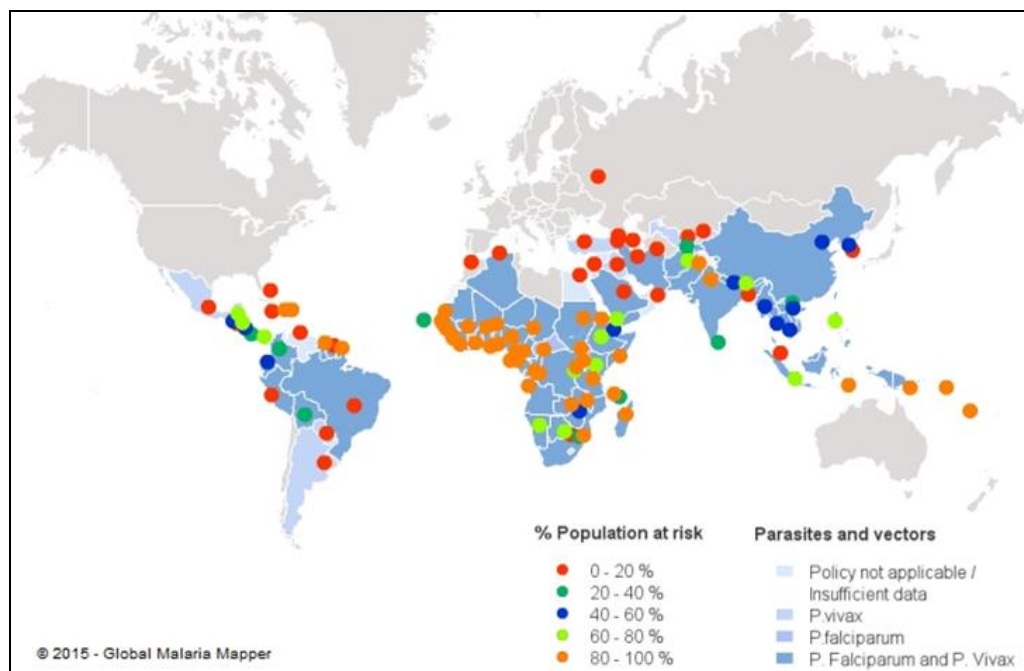 % Population at risk
0 - 20 %
20 - 40 %
40 - 60 %
60 - 80 %
80 - 100 %
Parasites and vectors
Policy not applicable /
Insufficient data
P.vivax
P.falciparum
P. Falciparum and P. Vivax
© 2015 - Global Malaria Mapper